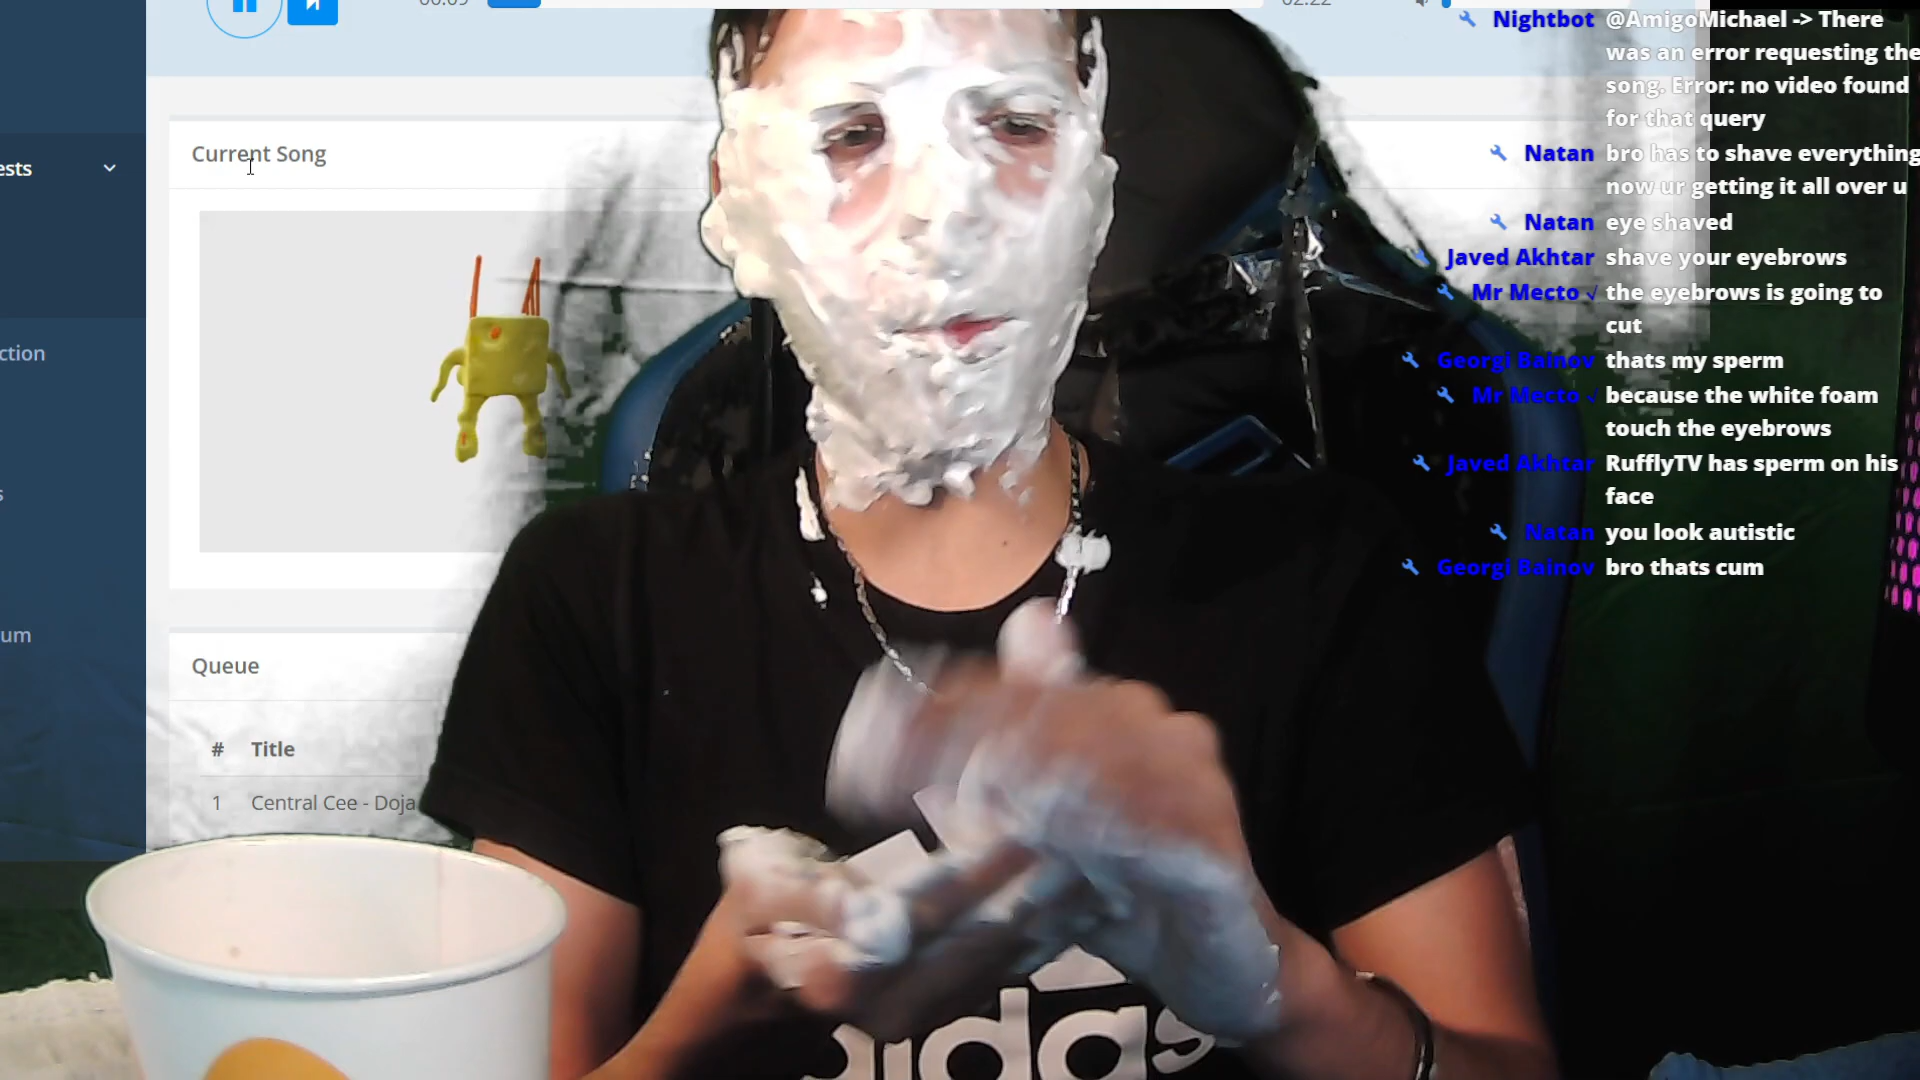 00:09
02:22
Current Song
ests
ction
s
um
Queue
# Title
1 Central Cee - Doja
Nightbot @AmigoMichael -> There
was an error requesting the
song. Error: no video found
for that query
Natan bro has to shave everything
now ur getting it all over u
Natan eye shaved
Javed Akhtar shave your eyebrows
Mr Mecto √ the eyebrows is going to
cut
Georgi Bainov thats my sperm
Mr Mecto √ because the white foam
touch the eyebrows
Javed Akhtar RufflyTV has sperm on his
face
Natan you look autistic
Georgi Bainov bro thats cum
adidas